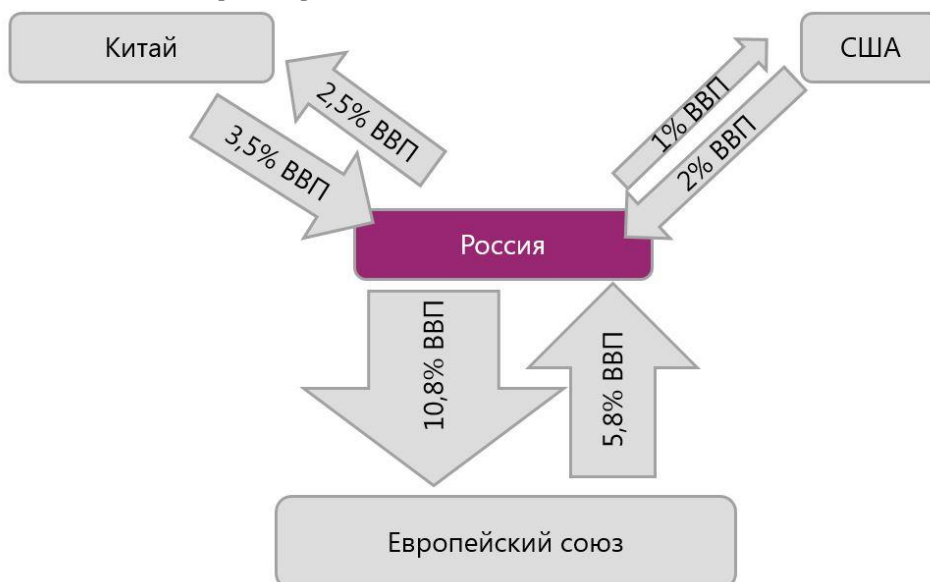 Китай
США
2,5% ВВП
3,5% ВВП
1% ВВП
2% ВВП
Россия
10,8% ВВП
5,8% ВВП
Европейский союз